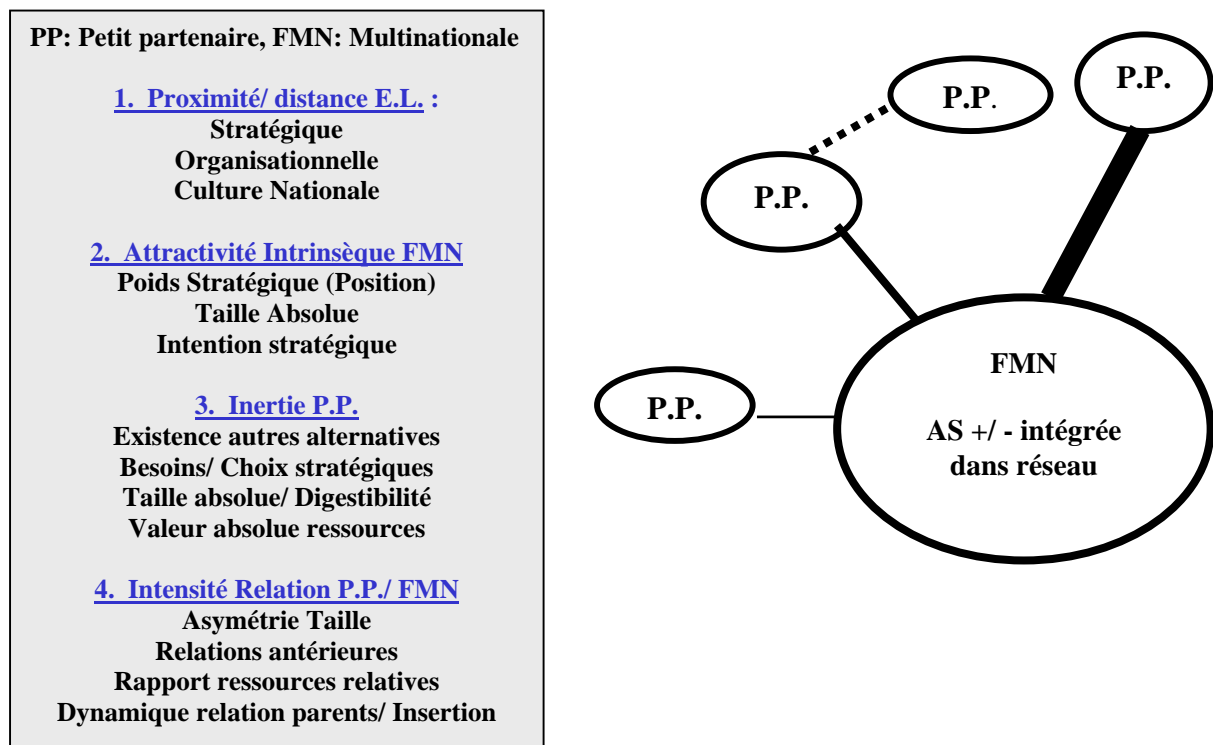 PP: Petit partenaire, FMN: Multinationale
1. Proximité/ distance E.L. :
Stratégique
Organisationnelle
Culture Nationale
2. Attractivité Intrinsèque FMN
Poids Stratégique (Position)
Taille Absolue
Intention stratégique
3. Inertie P.P.
Existence autres alternatives
Besoins/ Choix stratégiques
Taille absolue/ Digestibilité
Valeur absolue ressources
4. Intensité Relation P.P./ FMN
Asymétrie Taille
Relations antérieures
Rapport ressources relatives
Dynamique relation parents/ Insertion
P.P.
P.P.
P.P.
P.P.
FMN
AS +/ - intégrée
dans réseau